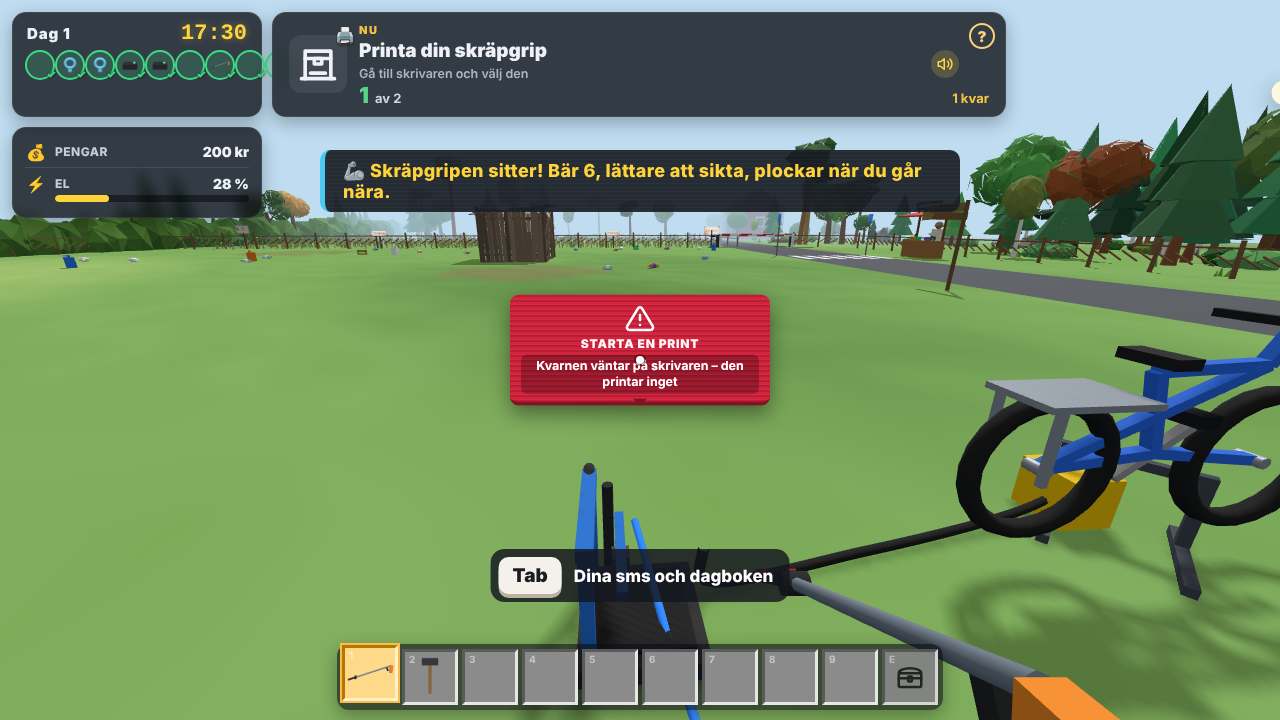 Dag 1
17:30
NU
Printa din skräpgrip
Gå till skrivaren och välj den
1 av 2
1 kvar
?
PENGAR
200 kr
EL
28 %
Skräpgripen sitter! Bär 6, lättare att sikta, plockar när du går
nära.
STARTA EN PRINT
Kvarnen väntar på skrivaren – den
printar inget
Tab
Dina sms och dagboken
1 2 3 4 5 6 7 8 9 E